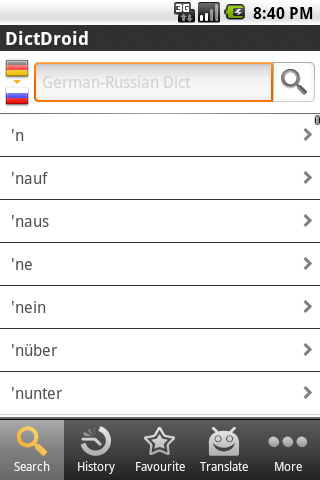 3G
8:40 PM
DictDroid
German-Russian Dict
'n
'nauf
'naus
'ne
'nein
'nüber
'nunter
Search History Favourite Translate More